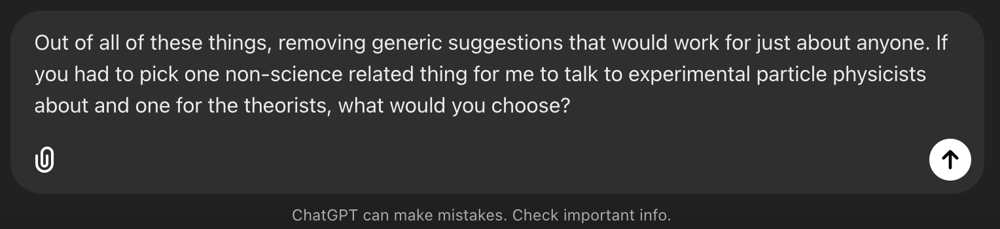 Out of all of these things, removing generic suggestions that would work for just about anyone. If
you had to pick one non-science related thing for me to talk to experimental particle physicists
about and one for the theorists, what would you choose?
ChatGPT can make mistakes. Check important info.